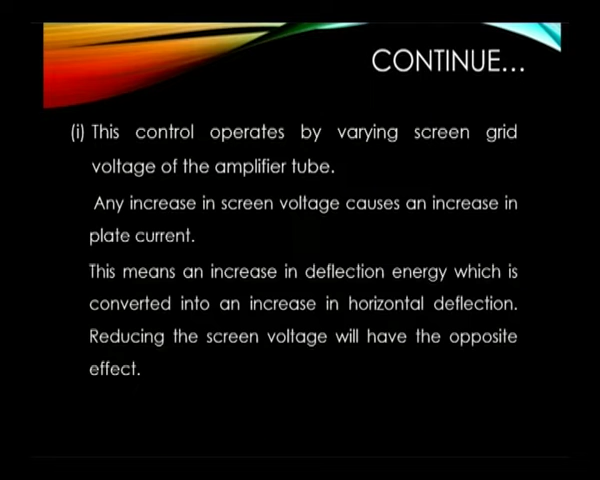 CONTINUE...
(i) This control operates by varying screen grid
voltage of the amplifier tube.
Any increase in screen voltage causes an increase in
plate current.
This means an increase in deflection energy which is
converted into an increase in horizontal deflection.
Reducing the screen voltage will have the opposite
effect.